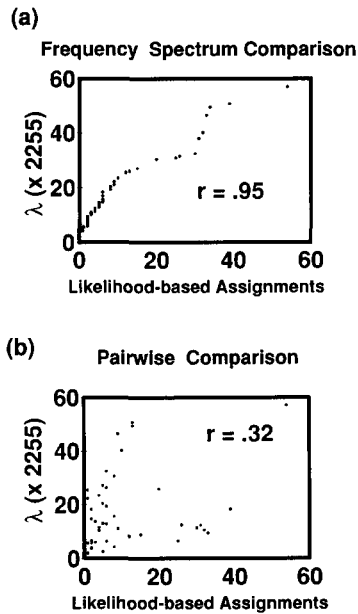 (a)
Frequency Spectrum Comparison
60
40
20
0
λ (x 2255)
r = .95
20 40 60
Likelihood-based Assignments
(b)
Pairwise Comparison
60
40
20
0
λ (x 2255)
r = .32
0 20 40 60
Likelihood-based Assignments